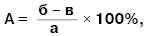 А = б – в / а × 100%,